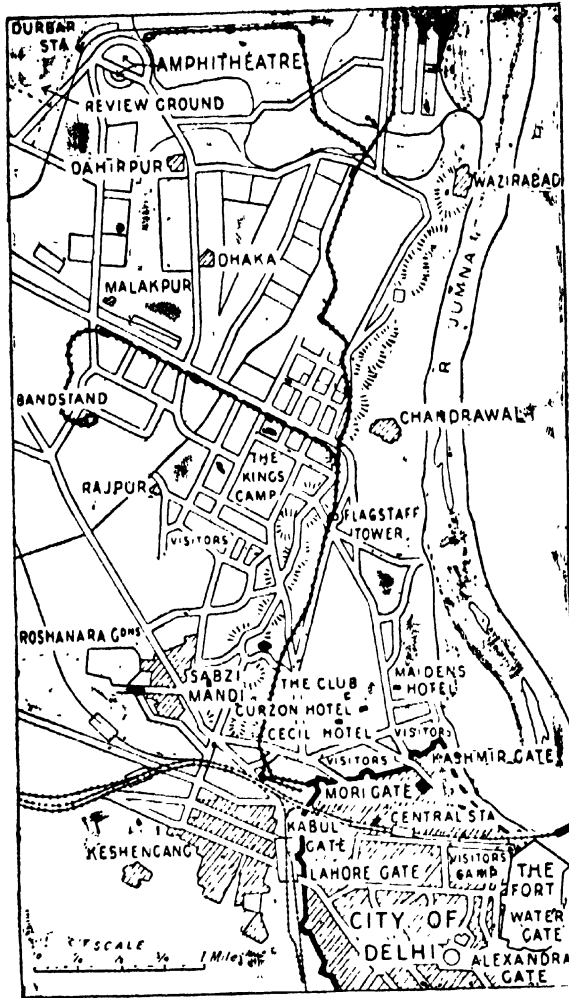 DURBAR
STA
AMPHITHEATRE
REVIEW GROUND
DAHIRPUR
WAZIRABAD
DHAKA
MALAKPUR
R JUMNA
BANDSTAND
CHANDRAWAL
THE
KINGS
CAMP
RAJPUR
FLAGSTAFF
TOWER
VISITORS
ROSHANARA GDNS
SABZI
MANDI
THE CLUB
MAIDENS
HOTEL
CURZON HOTEL
CECIL HOTEL
VISITORS
VISITORS
KASHMIR GATE
MORI GATE
CENTRAL STA
KABUL
GATE
KESHENGANG
LAHORE GATE
VISITORS
CAMP
THE
FORT
WATER
GATE
CITY OF
DELHI
ALEXANDRA
GATE
SCALE
1 Mile